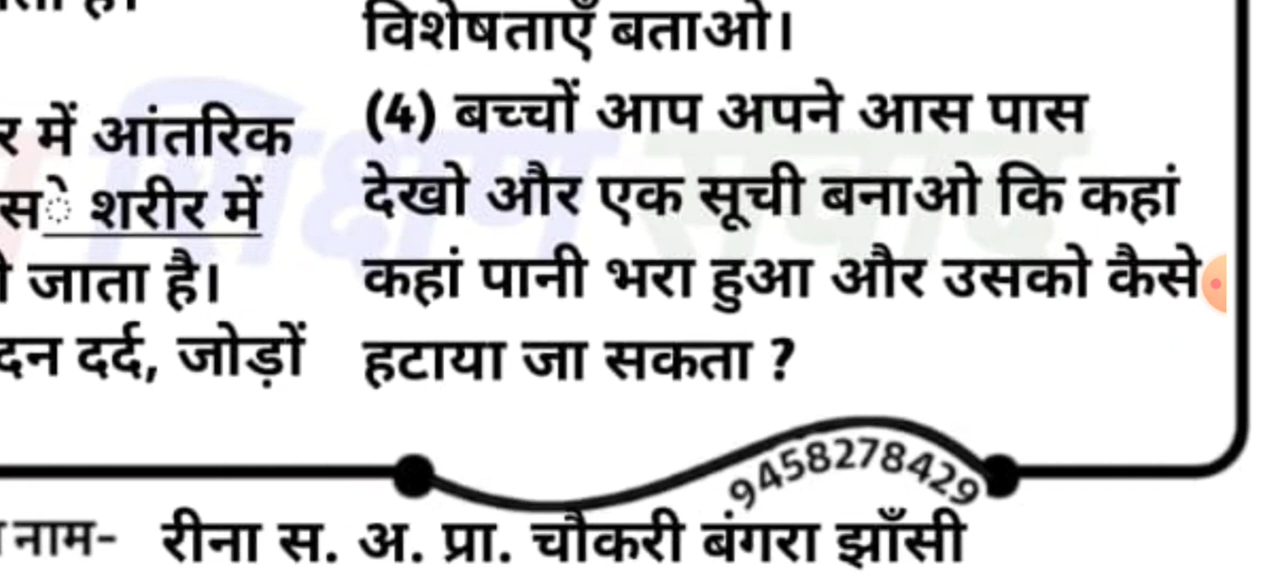 विशेषताएँ बताओ।
में आंतरिक
शरीर में
जाता है।
दर्द, जोड़ों
(4) बच्चों आप अपने आस पास
देखो और एक सूची बनाओ कि कहां
कहां पानी भरा हुआ और उसको कैसे
हटाया जा सकता ?
9458278429
नाम- रीना स. अ. प्रा. चौकरी बंगरा झाँसी